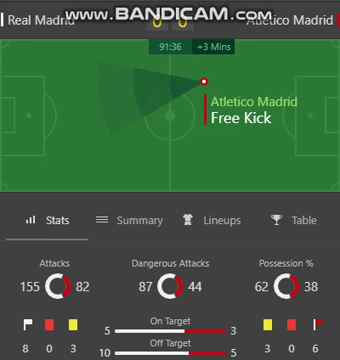 www.BANDICAM.com
Real Madrid 0 0 Atletico Madrid
91:36 +3 Mins
Atletico Madrid
Free Kick
Stats Summary Lineups Table
Attacks Dangerous Attacks Possession %
155 82 87 44 62 38
On Target
5 3
8 0 3 3 0 6
Off Target
10 5